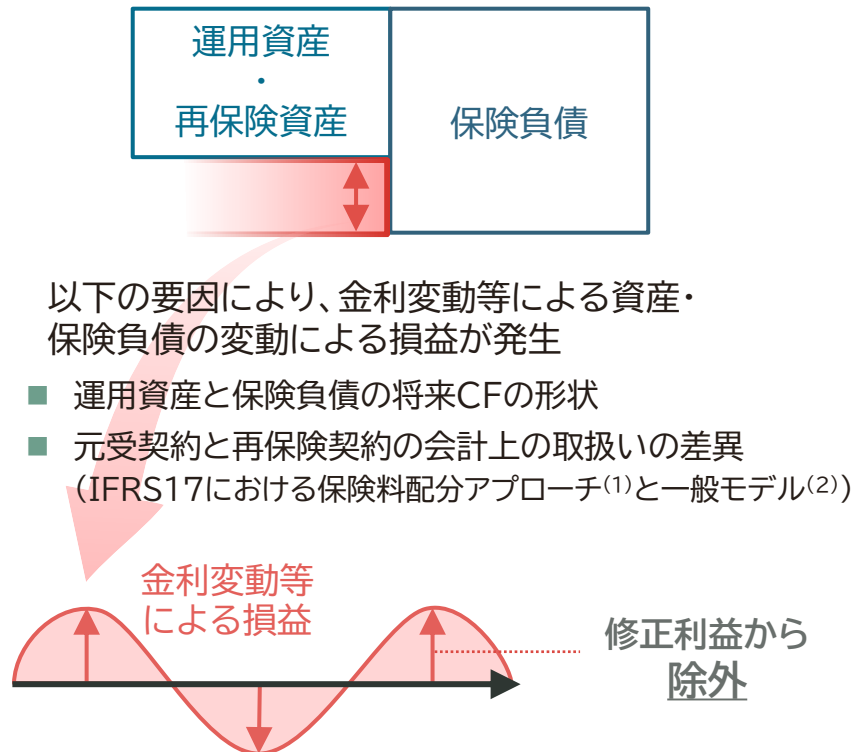 運用資産
・
再保険資産
保険負債
以下の要因により、金利変動等による資産・
保険負債の変動による損益が発生
■ 運用資産と保険負債の将来CFの形状
■ 元受契約と再保険契約の会計上の取扱いの差異
（IFRS17における保険料配分アプローチ(1)と一般モデル(2)）
金利変動等
による損益
修正利益から
除外